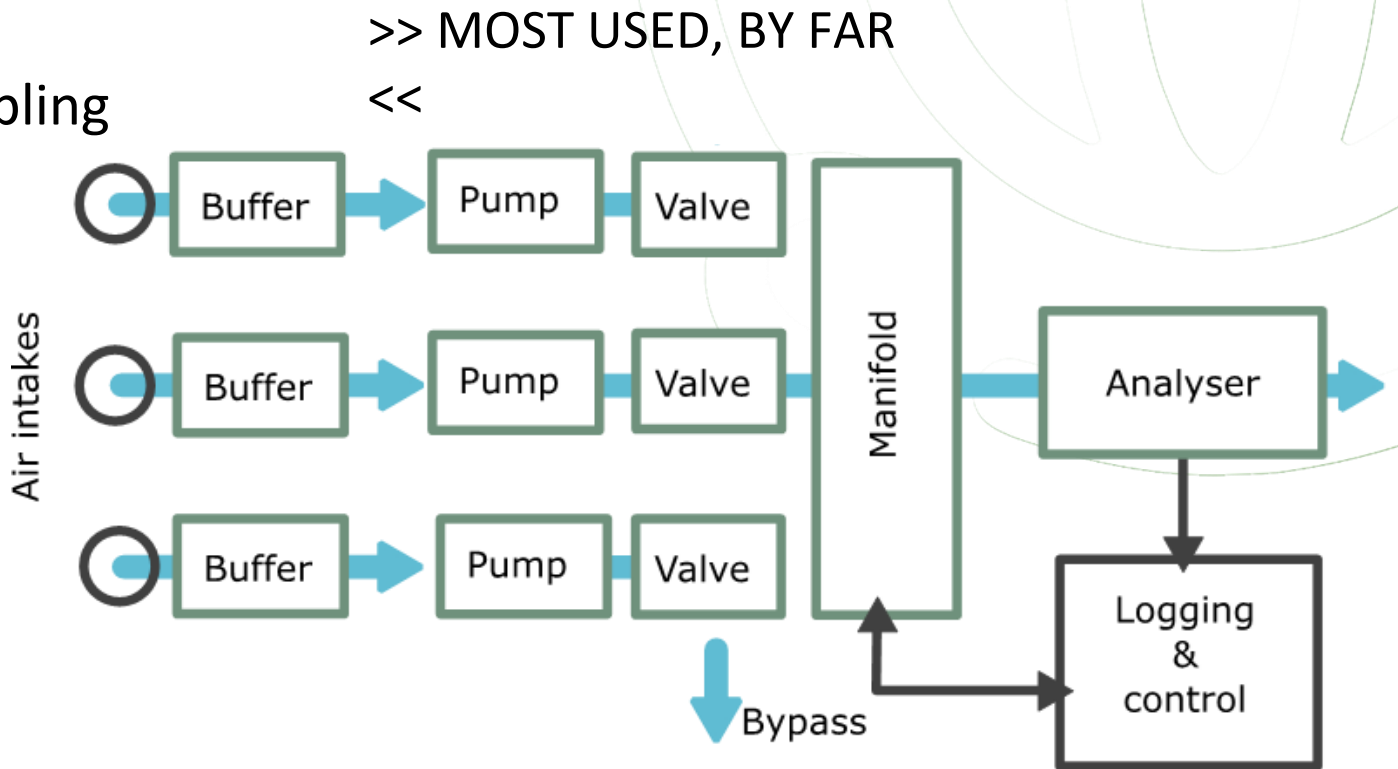 >> MOST USED, BY FAR
<<
Buffer
Pump
Valve
Air intakes
Buffer
Pump
Valve
Manifold
Analyser
Buffer
Pump
Valve
Logging
&
control
Bypass